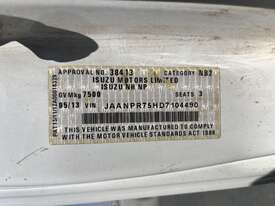 APPROVAL NO. 38413 CATEGORY NB2
ISUZU MOTORS LIMITED
ISUZU NH NP
GVM kg 7500 SEATS 3
05/13 VIN JAANPR75HD7104490
THIS VEHICLE WAS MANUFACTURED TO COMPLY
WITH THE MOTOR VEHICLE STANDARDS ACT 1989